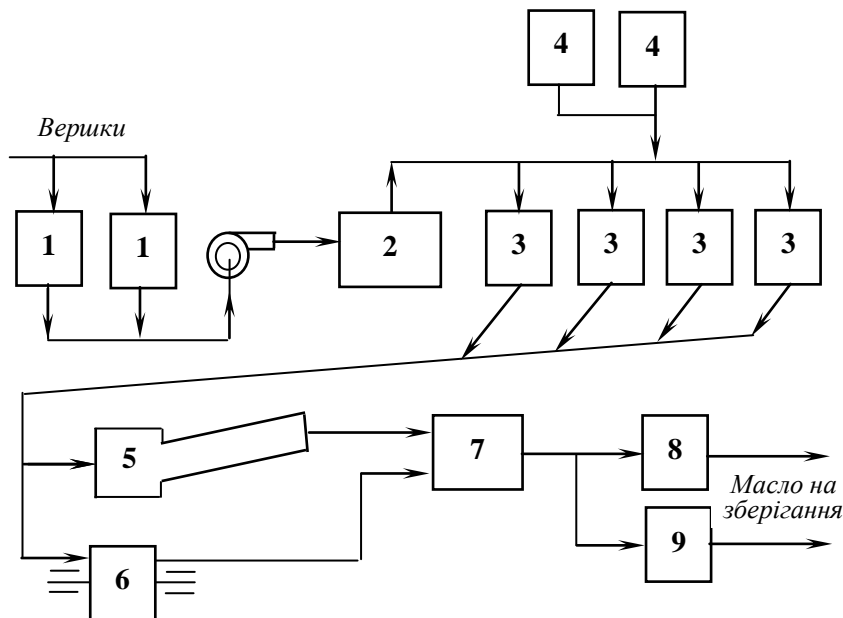 4 4
Вершки
1 1 2 3 3 3 3
5 7 8
Масло на
зберігання
6 9